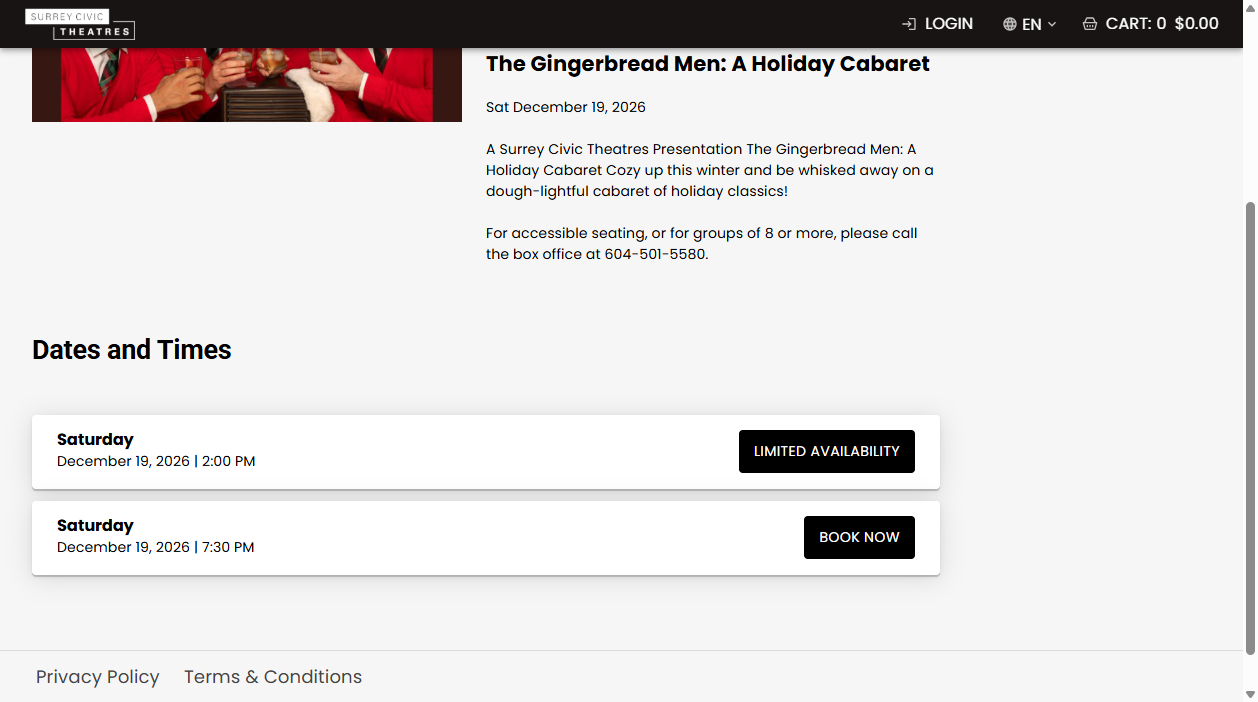 SURREY CIVIC
THEATRES
LOGIN
EN
CART: 0 $0.00
The Gingerbread Men: A Holiday Cabaret
Sat December 19, 2026
A Surrey Civic Theatres Presentation The Gingerbread Men: A
Holiday Cabaret Cozy up this winter and be whisked away on a
dough-lightful cabaret of holiday classics!
For accessible seating, or for groups of 8 or more, please call
the box office at 604-501-5580.
Dates and Times
Saturday
December 19, 2026 | 2:00 PM
LIMITED AVAILABILITY
Saturday
December 19, 2026 | 7:30 PM
BOOK NOW
Privacy Policy
Terms & Conditions